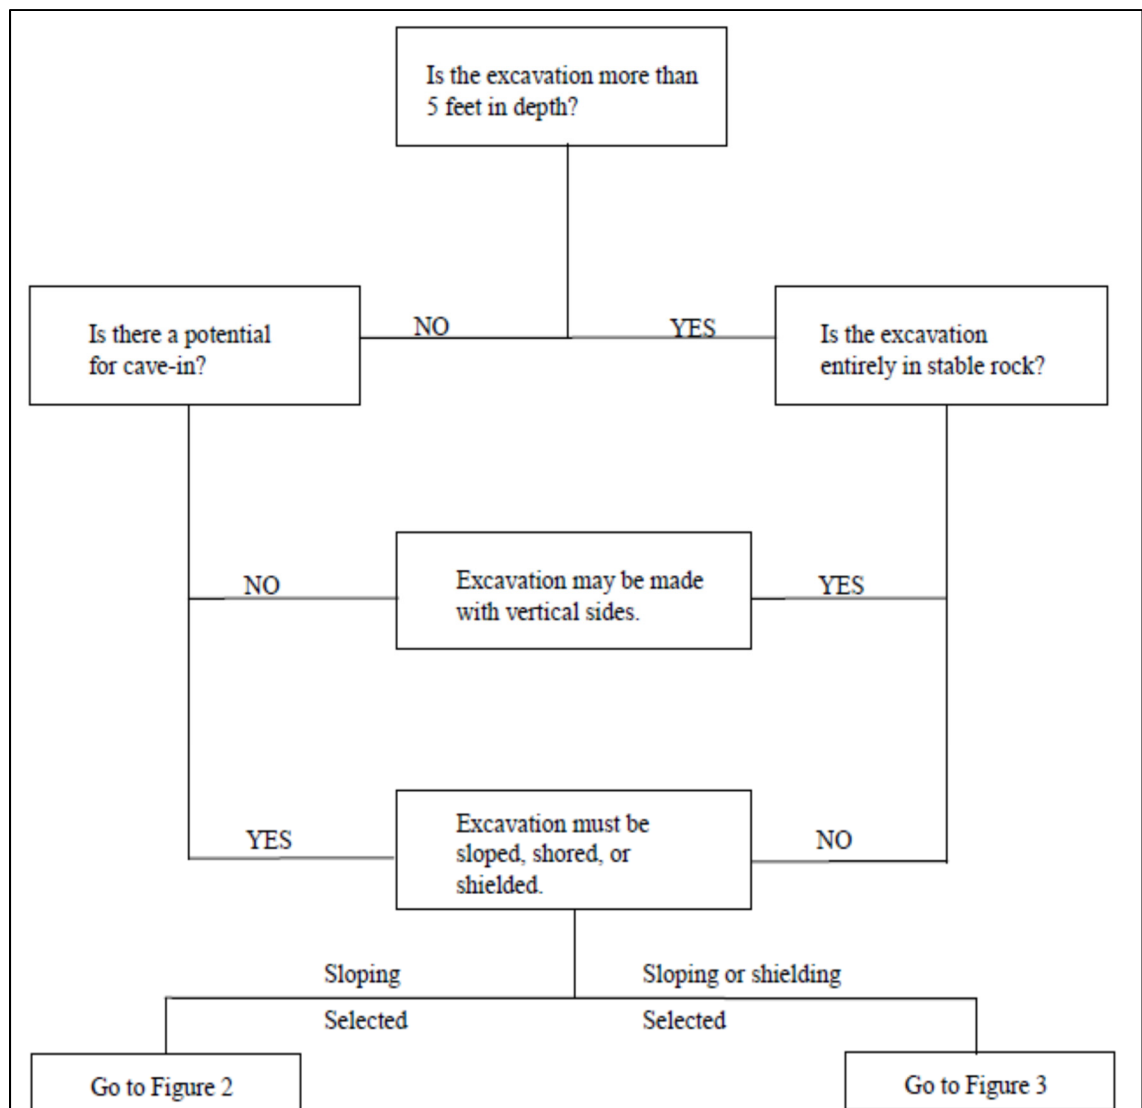 Is the excavation more than
5 feet in depth?
NO
YES
Is there a potential
for cave-in?
Is the excavation
entirely in stable rock?
NO
Excavation may be made
with vertical sides.
YES
YES
Excavation must be
sloped, shored, or
shielded.
NO
Sloping
Selected
Sloping or shielding
Selected
Go to Figure 2
Go to Figure 3